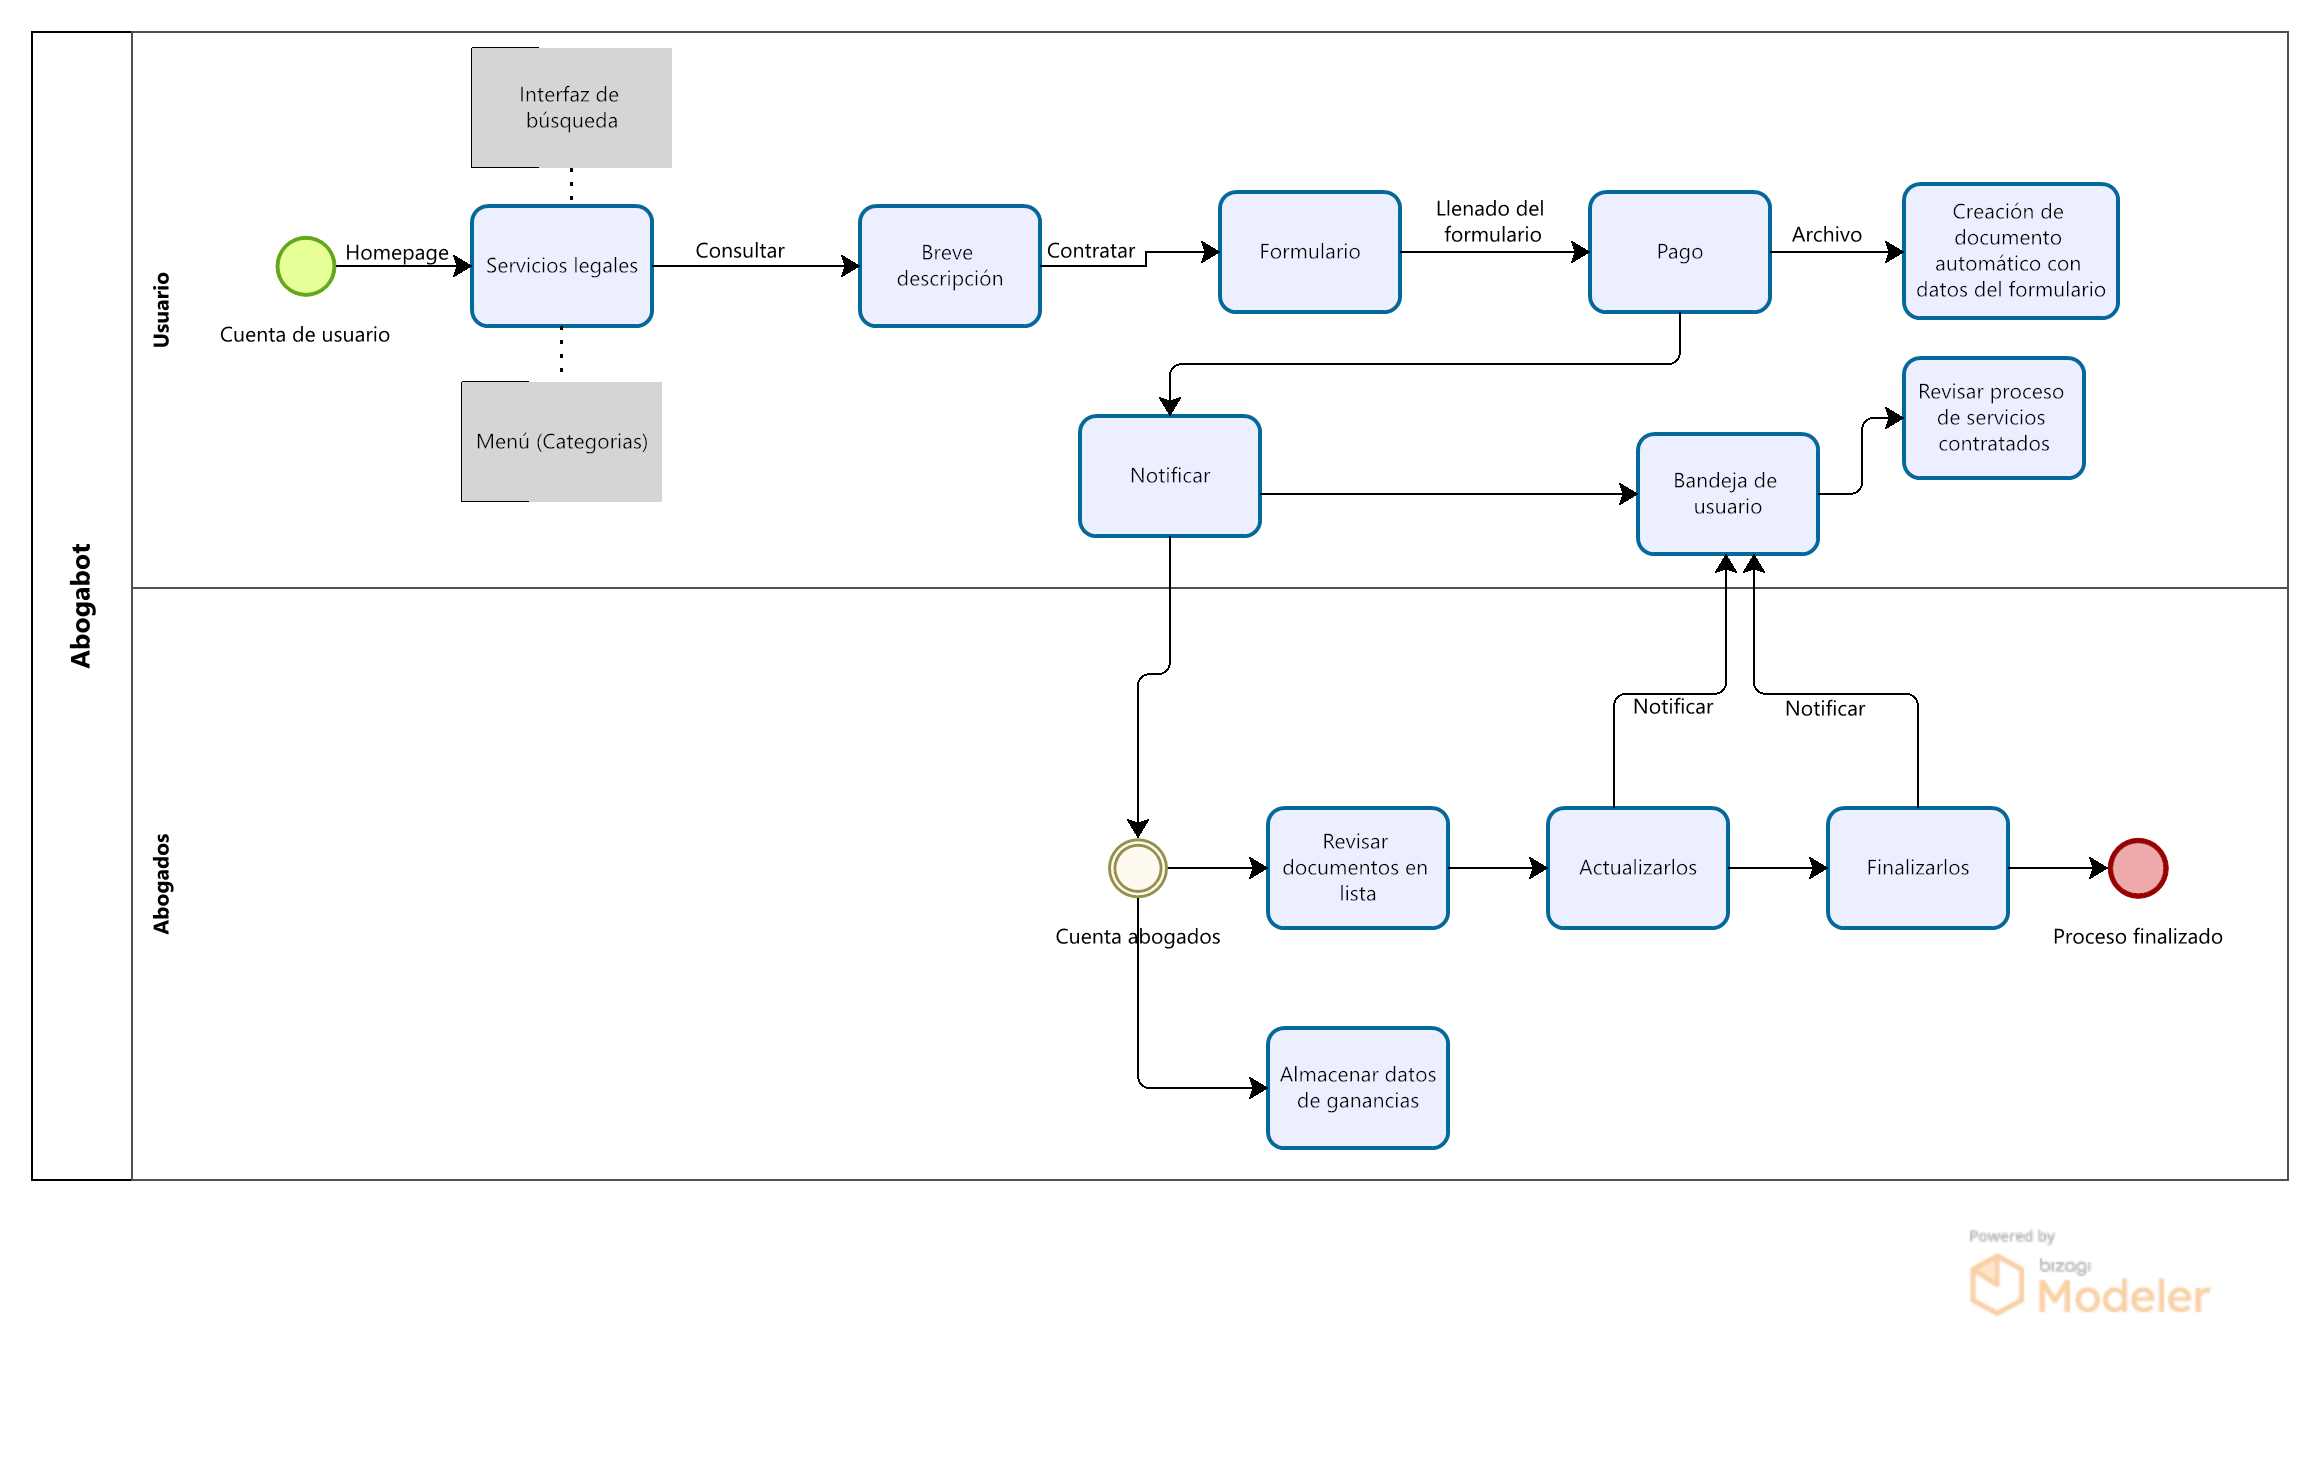 Abogabot
Usuario
Interfaz de
búsqueda
Homepage
Cuenta de usuario
Servicios legales
Menú (Categorias)
Consultar
Breve
descripción
Contratar
Formulario
Llenado del
formulario
Pago
Archivo
Creación de
documento
automático con
datos del formulario
Notificar
Bandeja de
usuario
Revisar proceso
de servicios
contratados
Abogados
Notificar
Notificar
Cuenta abogados
Revisar
documentos en
lista
Actualizarlos
Finalizarlos
Proceso finalizado
Almacenar datos
de ganancias
Powered by
bizagi
Modeler